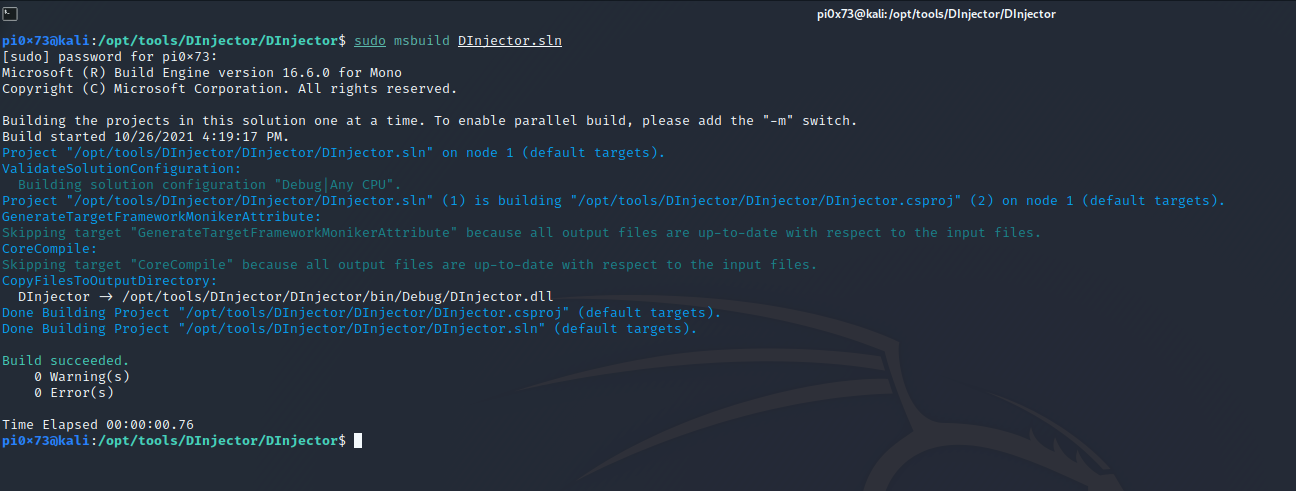 pi0x73@kali: /opt/tools/DInjector/DInjector
pi0x73@kali:/opt/tools/DInjector/DInjector$ sudo msbuild DInjector.sln
[sudo] password for pi0x73:
Microsoft (R) Build Engine version 16.6.0 for Mono
Copyright (C) Microsoft Corporation. All rights reserved.
Building the projects in this solution one at a time. To enable parallel build, please add the "-m" switch.
Build started 10/26/2021 4:19:17 PM.
Project "/opt/tools/DInjector/DInjector/DInjector.sln" on node 1 (default targets).
ValidateSolutionConfiguration:
  Building solution configuration "Debug|Any CPU".
Project "/opt/tools/DInjector/DInjector/DInjector.sln" (1) is building "/opt/tools/DInjector/DInjector/DInjector.csproj" (2) on node 1 (default targets).
GenerateTargetFrameworkMonikerAttribute:
Skipping target "GenerateTargetFrameworkMonikerAttribute" because all output files are up-to-date with respect to the input files.
CoreCompile:
Skipping target "CoreCompile" because all output files are up-to-date with respect to the input files.
CopyFilesToOutputDirectory:
  DInjector -> /opt/tools/DInjector/DInjector/bin/Debug/DInjector.dll
Done Building Project "/opt/tools/DInjector/DInjector/DInjector.csproj" (default targets).
Done Building Project "/opt/tools/DInjector/DInjector/DInjector.sln" (default targets).
Build succeeded.
    0 Warning(s)
    0 Error(s)
Time Elapsed 00:00:00.76
pi0x73@kali:/opt/tools/DInjector/DInjector$